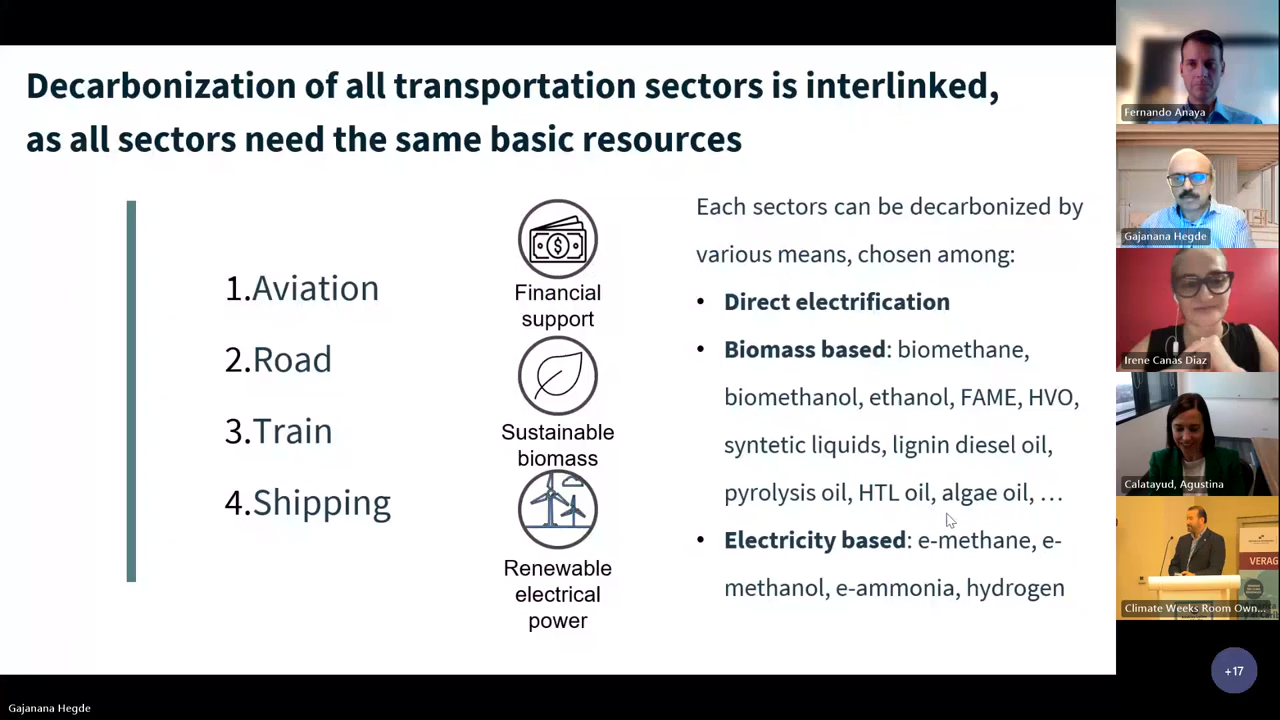 Decarbonization of all transportation sectors is interlinked,
as all sectors need the same basic resources
1.Aviation
2.Road
3.Train
4.Shipping
Financial
support
Sustainable
biomass
Renewable
electrical
power
Each sectors can be decarbonized by
various means, chosen among:
• Direct electrification
• Biomass based: biomethane,
biomethanol, ethanol, FAME, HVO,
syntetic liquids, lignin diesel oil,
pyrolysis oil, HTL oil, algae oil, …
• Electricity based: e-methane, e-
methanol, e-ammonia, hydrogen
Fernando Anaya
Gajanana Hegde
Irene Canas Diaz
Calatayud, Agustina
VERAG
Climate Weeks Room Own...
+17
Gajanana Hegde